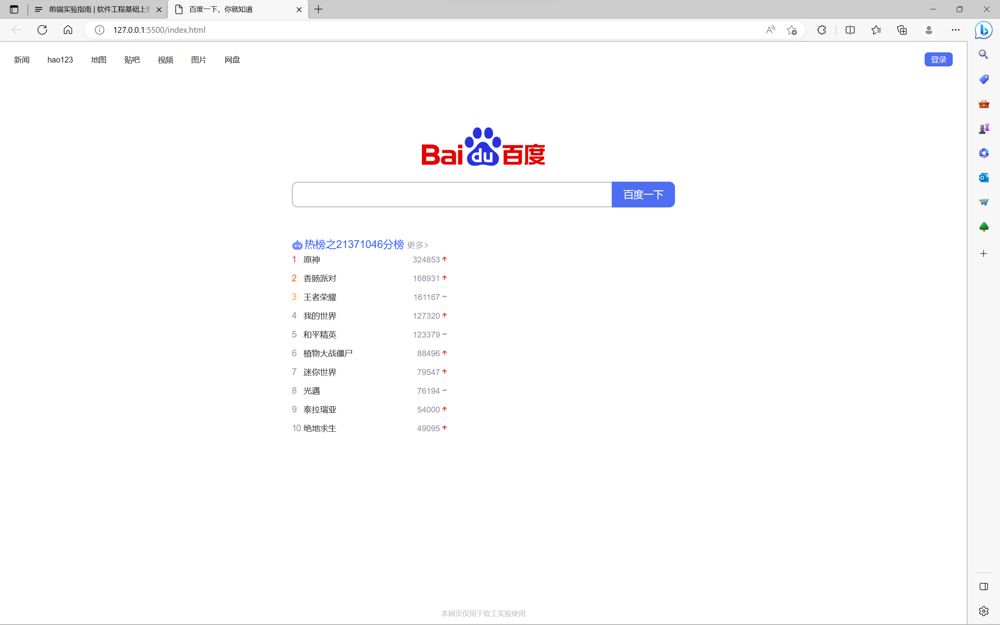 前端实验指南 | 软件工程基础上机
百度一下，你就知道
127.0.0.1:5500/index.html
新闻 hao123 地图 贴吧 视频 图片 网盘 登录
Bai du 百度
百度一下
热榜之21371046分榜 更多>
1 原神 324853
2 香肠派对 168931
3 王者荣耀 161167
4 我的世界 127320
5 和平精英 123379
6 植物大战僵尸 88496
7 迷你世界 79547
8 光遇 76194
9 泰拉瑞亚 54000
10 绝地求生 49095
本网页仅用于软工实验使用